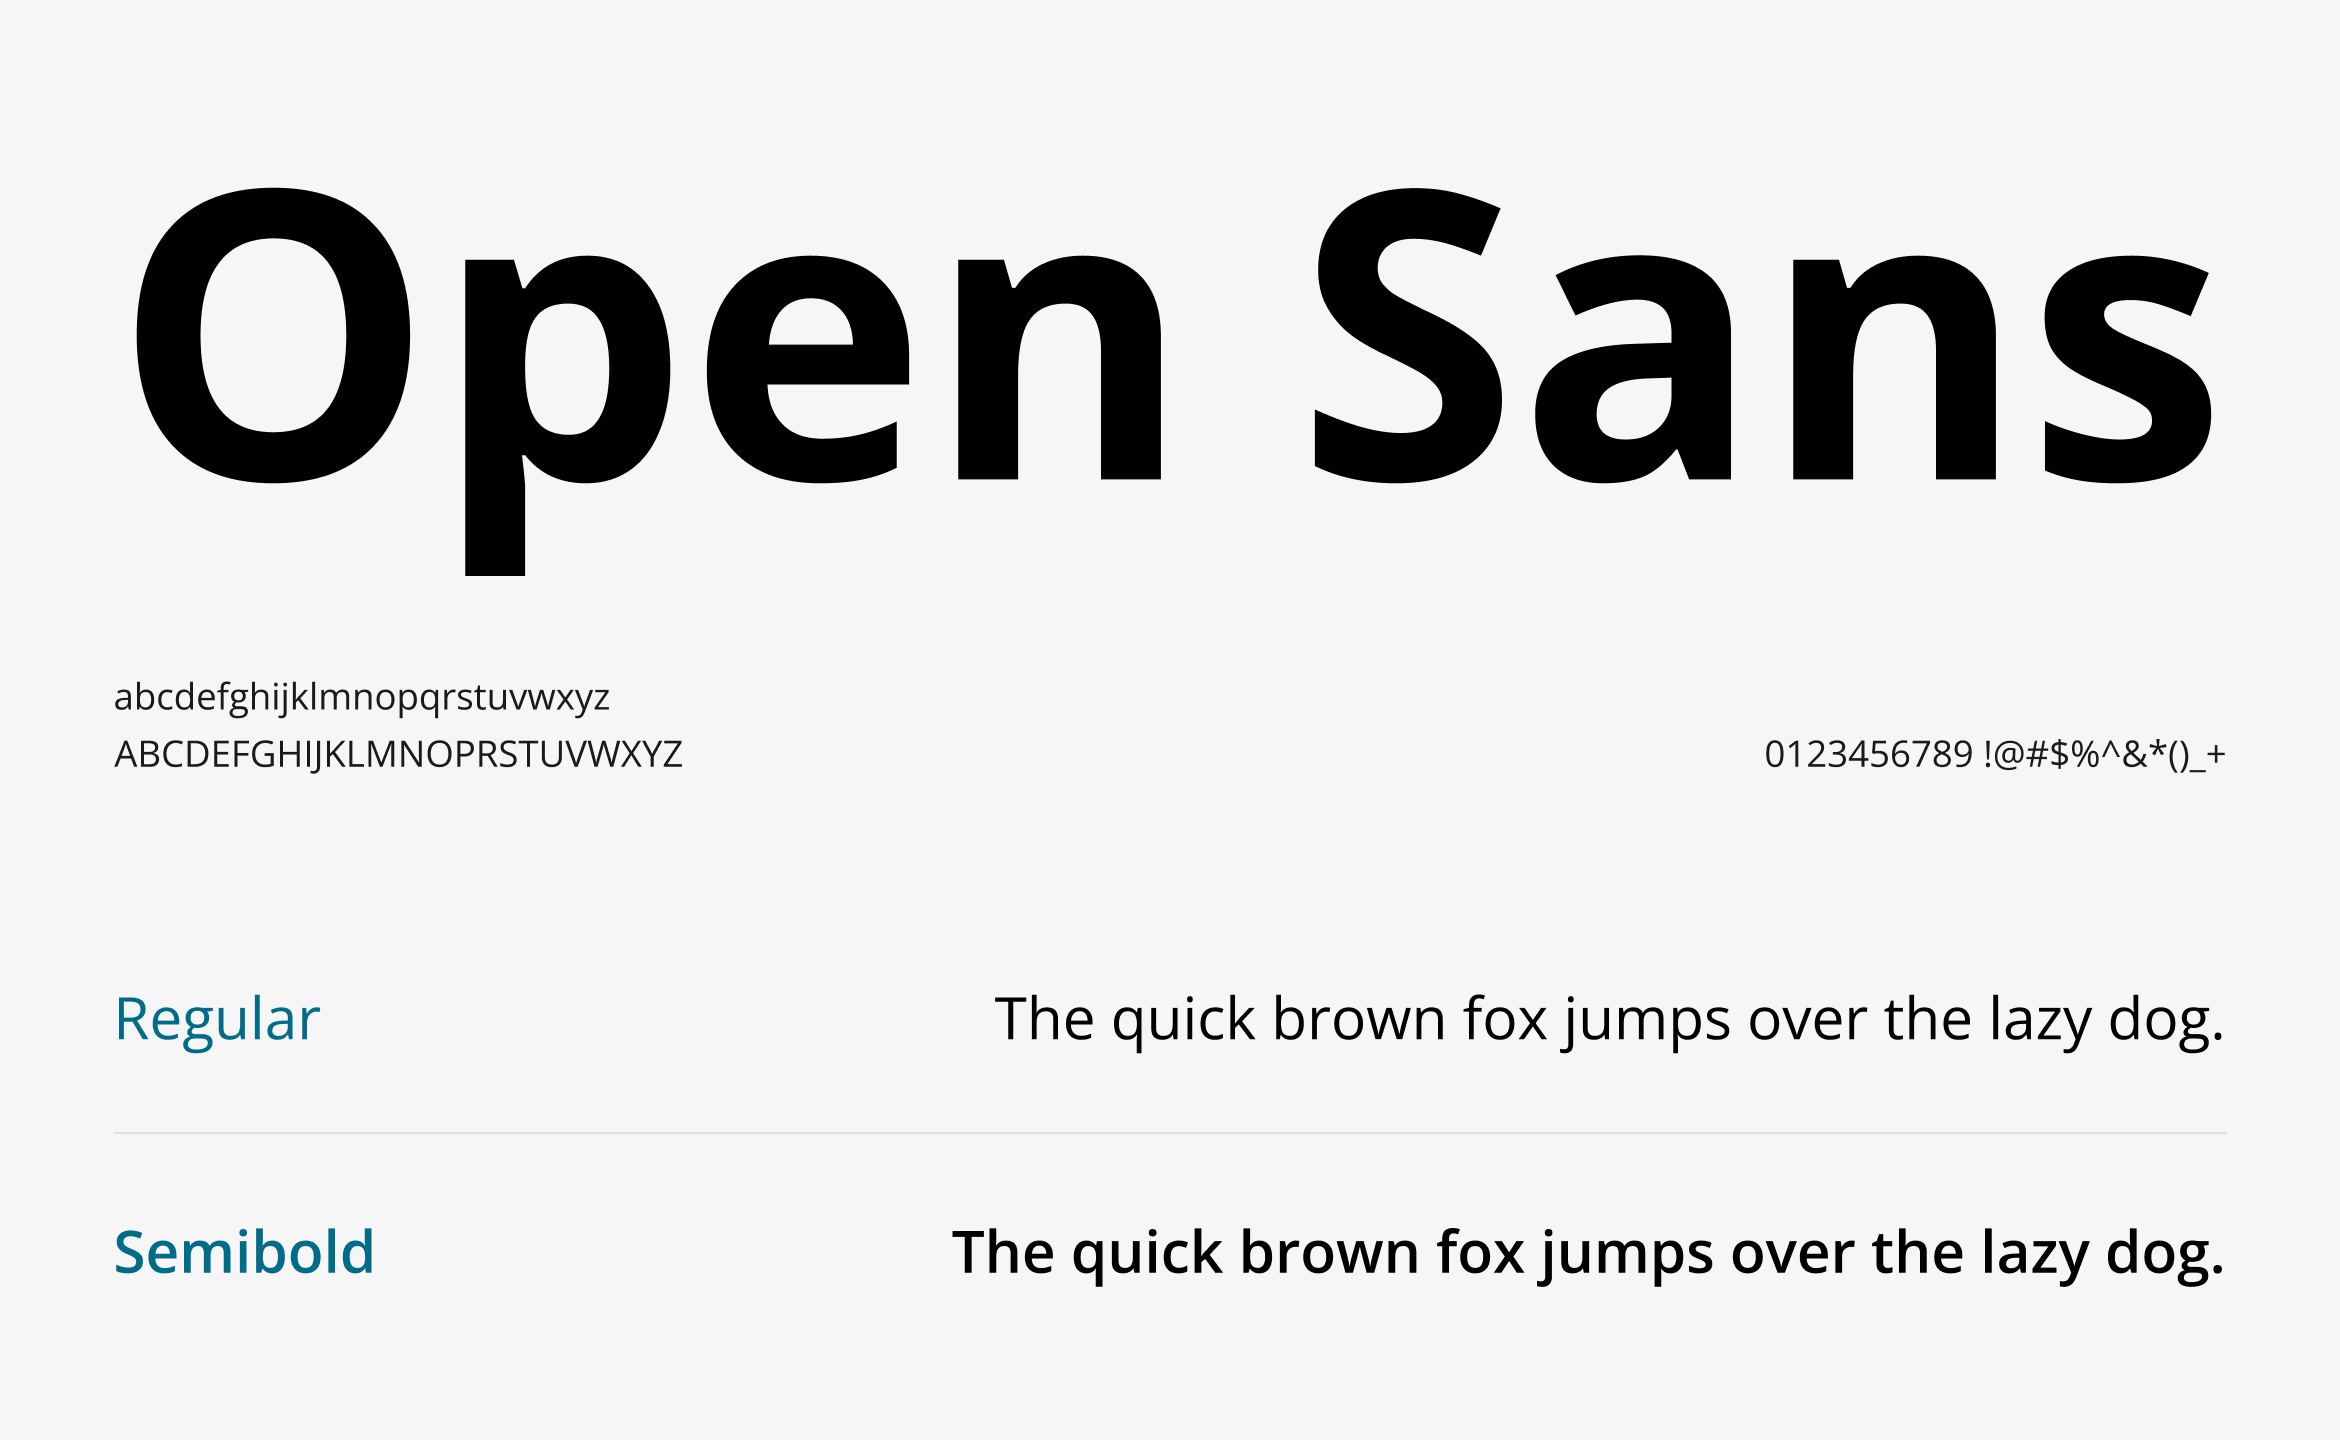 Open Sans
abcdefghijklmnopqrstuvwxyz
ABCDEFGHIJKLMNOPRSTUVWXYZ
0123456789 !@#$%^&*()_+
Regular
The quick brown fox jumps over the lazy dog.
Semibold
The quick brown fox jumps over the lazy dog.